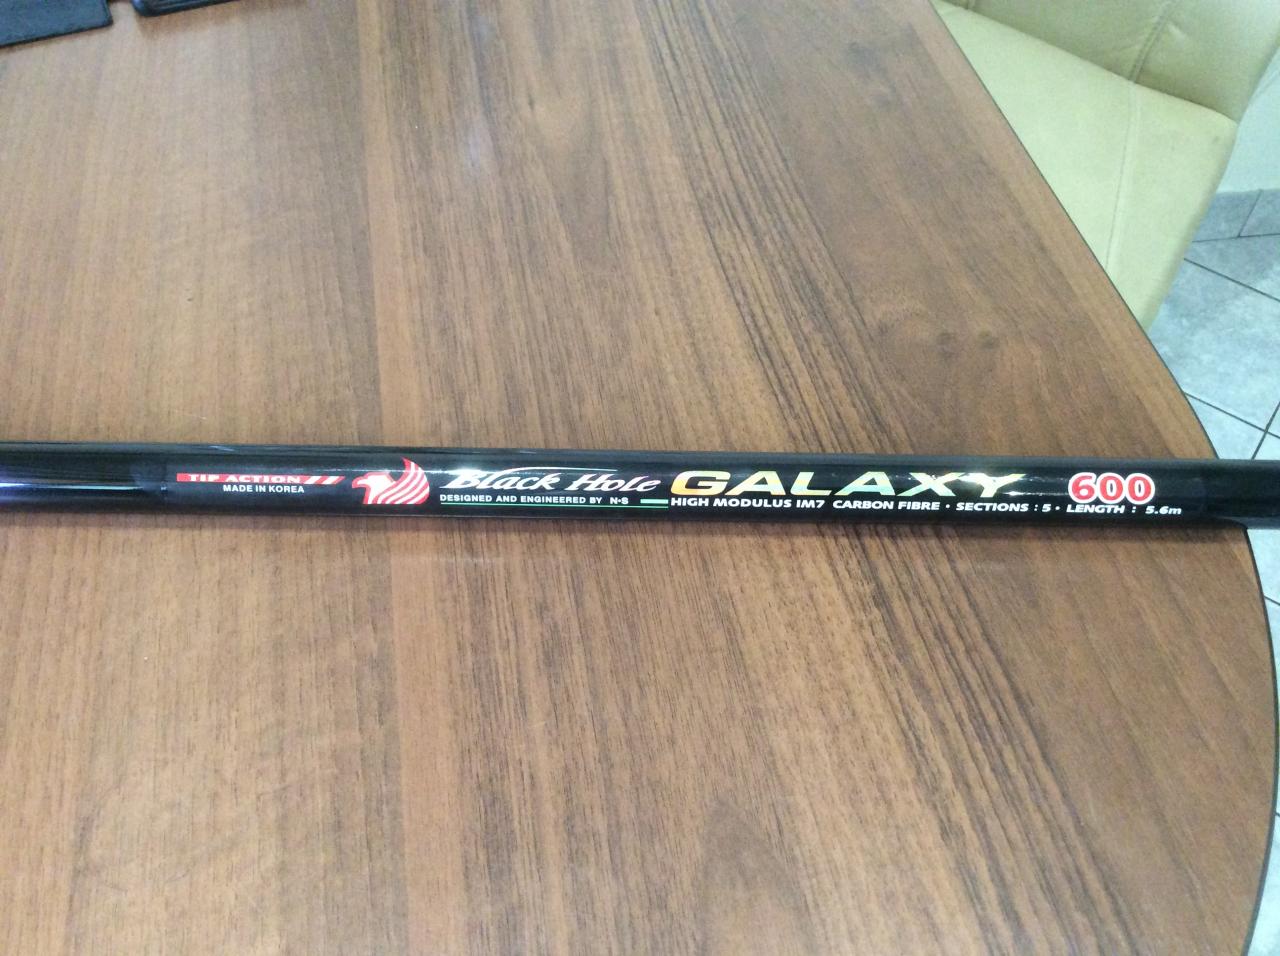 TIP ACTION
MADE IN KOREA
Black Hole
DESIGNED AND ENGINEERED BY N•S
GALAXY 600
HIGH MODULUS IM7 CARBON FIBRE • SECTIONS : 5 • LENGTH : 5.6m